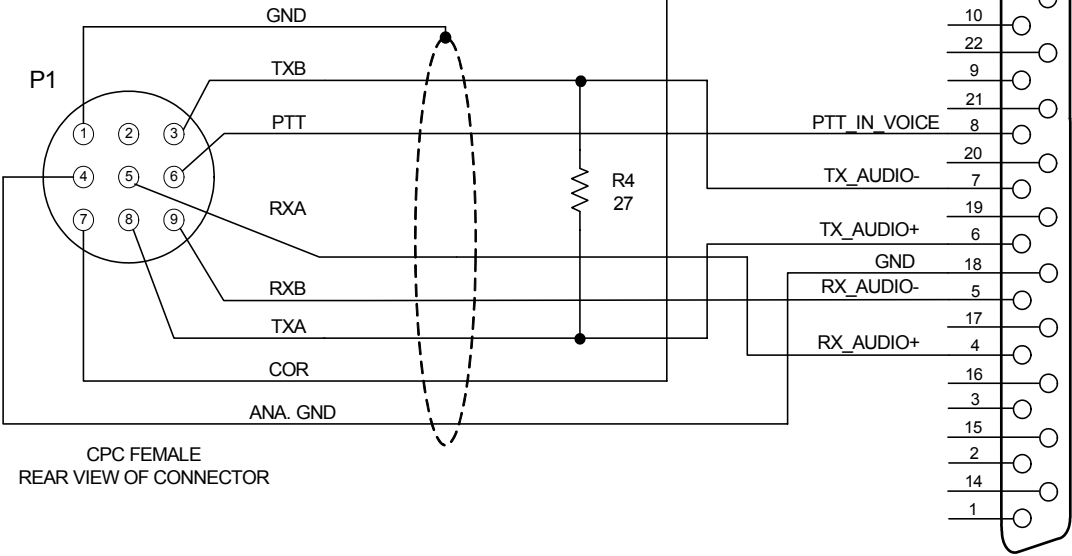 GND
10
22
TXB
9
P1
21
PTT
PTT_IN_VOICE 8
1 2 3
20
4 5 6
R4
27
TX_AUDIO- 7
RXA
19
7 8 9
TX_AUDIO+ 6
GND 18
RXB
RX_AUDIO- 5
TXA
17
RX_AUDIO+ 4
COR
16
3
ANA. GND
15
CPC FEMALE
REAR VIEW OF CONNECTOR
2
14
1